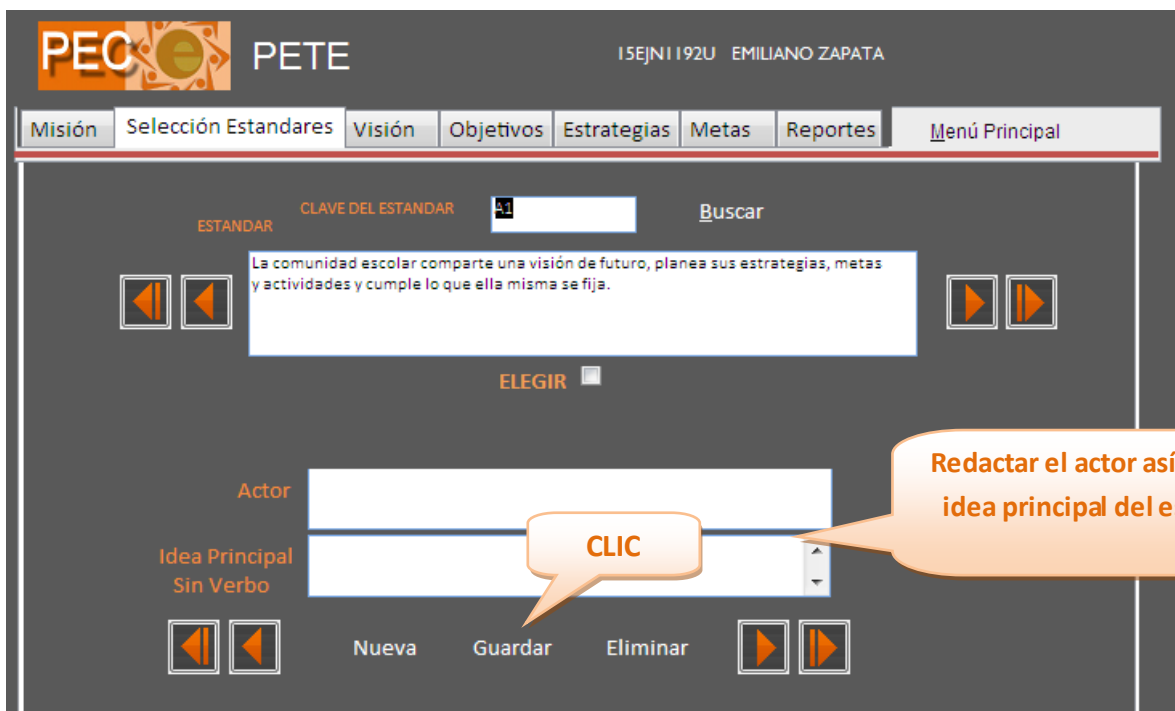 PEC e PETE 15EJN1192U EMILIANO ZAPATA
Misión Selección Estandares Visión Objetivos Estrategias Metas Reportes Menú Principal
CLAVE DEL ESTANDAR A1 Buscar
ESTANDAR
La comunidad escolar comparte una visión de futuro, planea sus estrategias, metas
y actividades y cumple lo que ella misma se fija.
ELEGIR
Redactar el actor así
idea principal del e
Actor
CLIC
Idea Principal
Sin Verbo
Nueva Guardar Eliminar